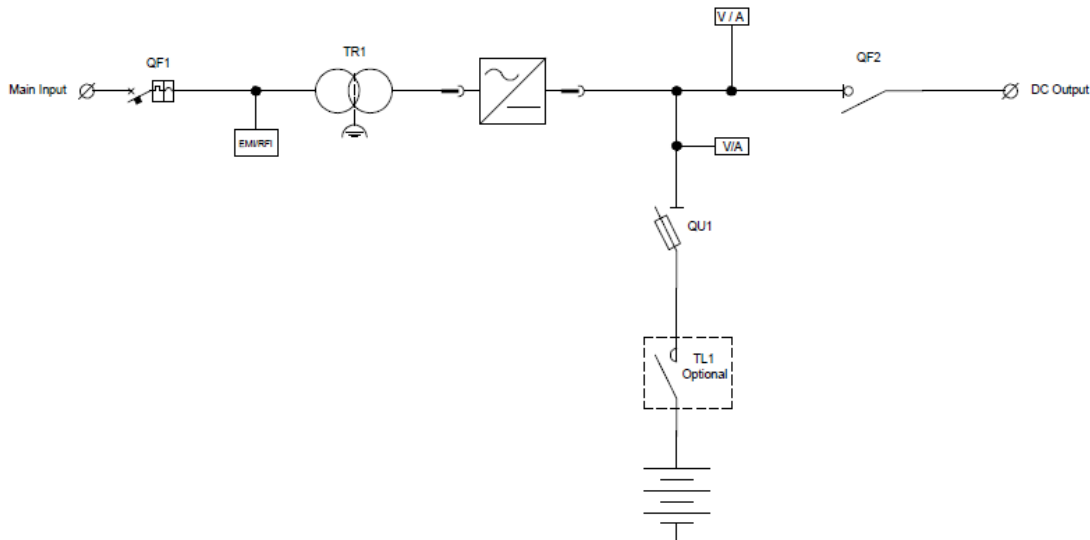 V / A
QF1
TR1
QF2
Main Input
DC Output
EMI/RFI
V/A
QU1
TL1
Optional